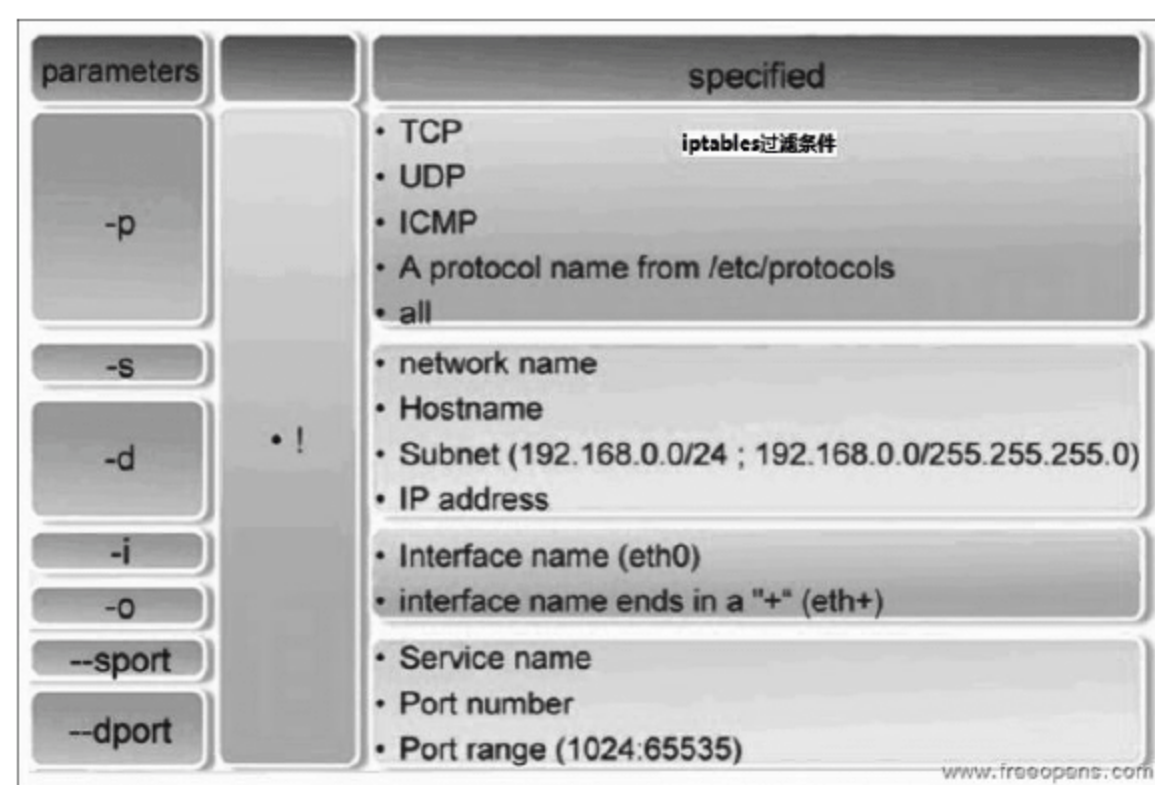 parameters
specified
-p
• !
• TCP
iptables过滤条件
• UDP
• ICMP
• A protocol name from /etc/protocols
• all
-s
-d
• network name
• Hostname
• Subnet (192.168.0.0/24 ; 192.168.0.0/255.255.255.0)
• IP address
-i
-o
• Interface name (eth0)
• interface name ends in a "+“ (eth+)
--sport
--dport
• Service name
• Port number
• Port range (1024:65535)
www.freeopens.com